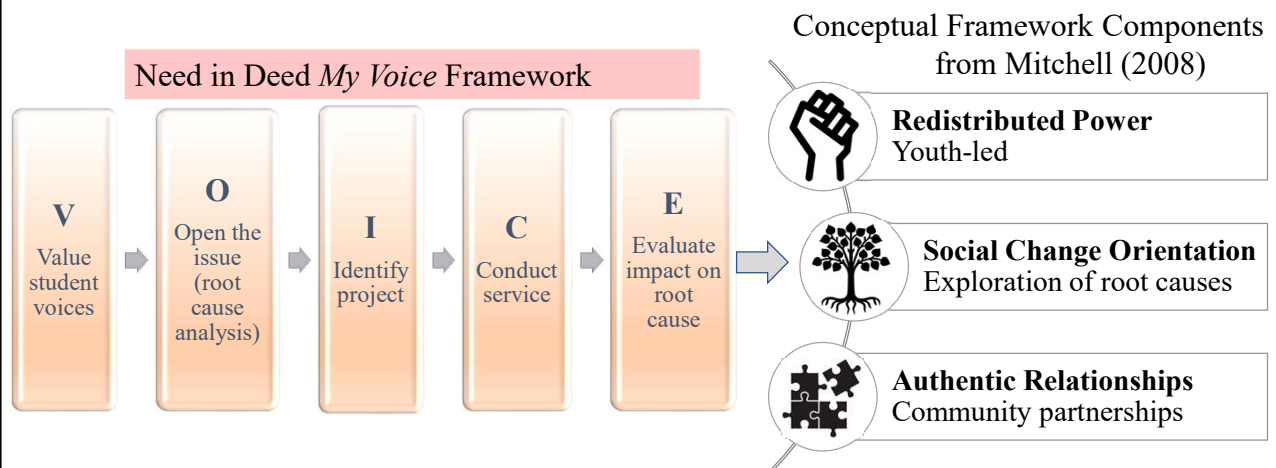 Need in Deed My Voice Framework
V
Value
student
voices
O
Open the
issue
(root
cause
analysis)
I
Identify
project
C
Conduct
service
E
Evaluate
impact on
root
cause
Conceptual Framework Components
from Mitchell (2008)
Redistributed Power
Youth-led
Social Change Orientation
Exploration of root causes
Authentic Relationships
Community partnerships